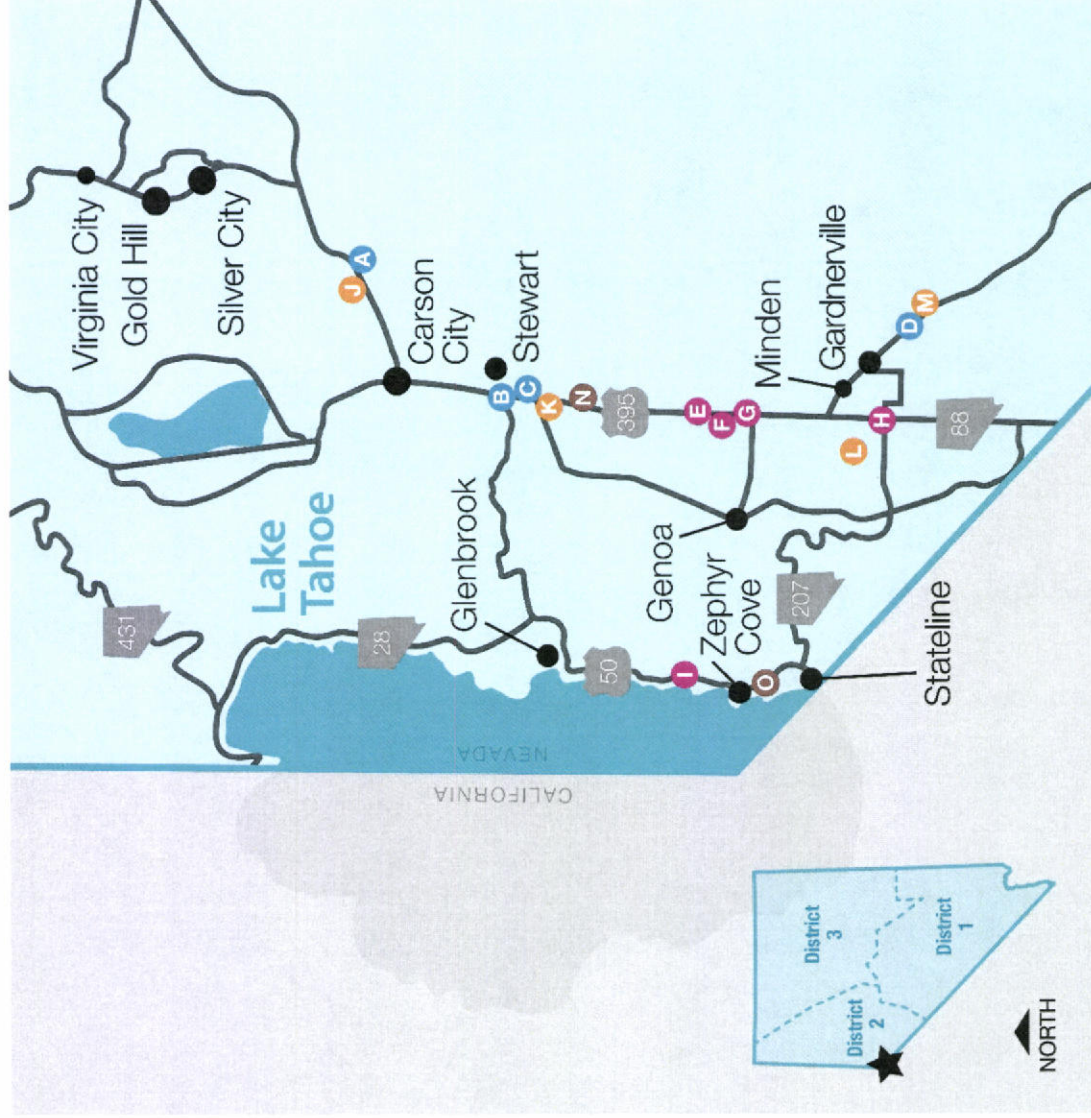 Virginia City
Gold Hill
Silver City
J
A
Carson
City
Stewart
B
C
K
N
395
E
F
G
Minden
Gardnerville
D
M
L
H
88
431
Lake
Tahoe
28
Glenbrook
50
I
Genoa
Zephyr
Cove
O
207
Stateline
NEVADA
CALIFORNIA
District
3
District
2
District
1
NORTH